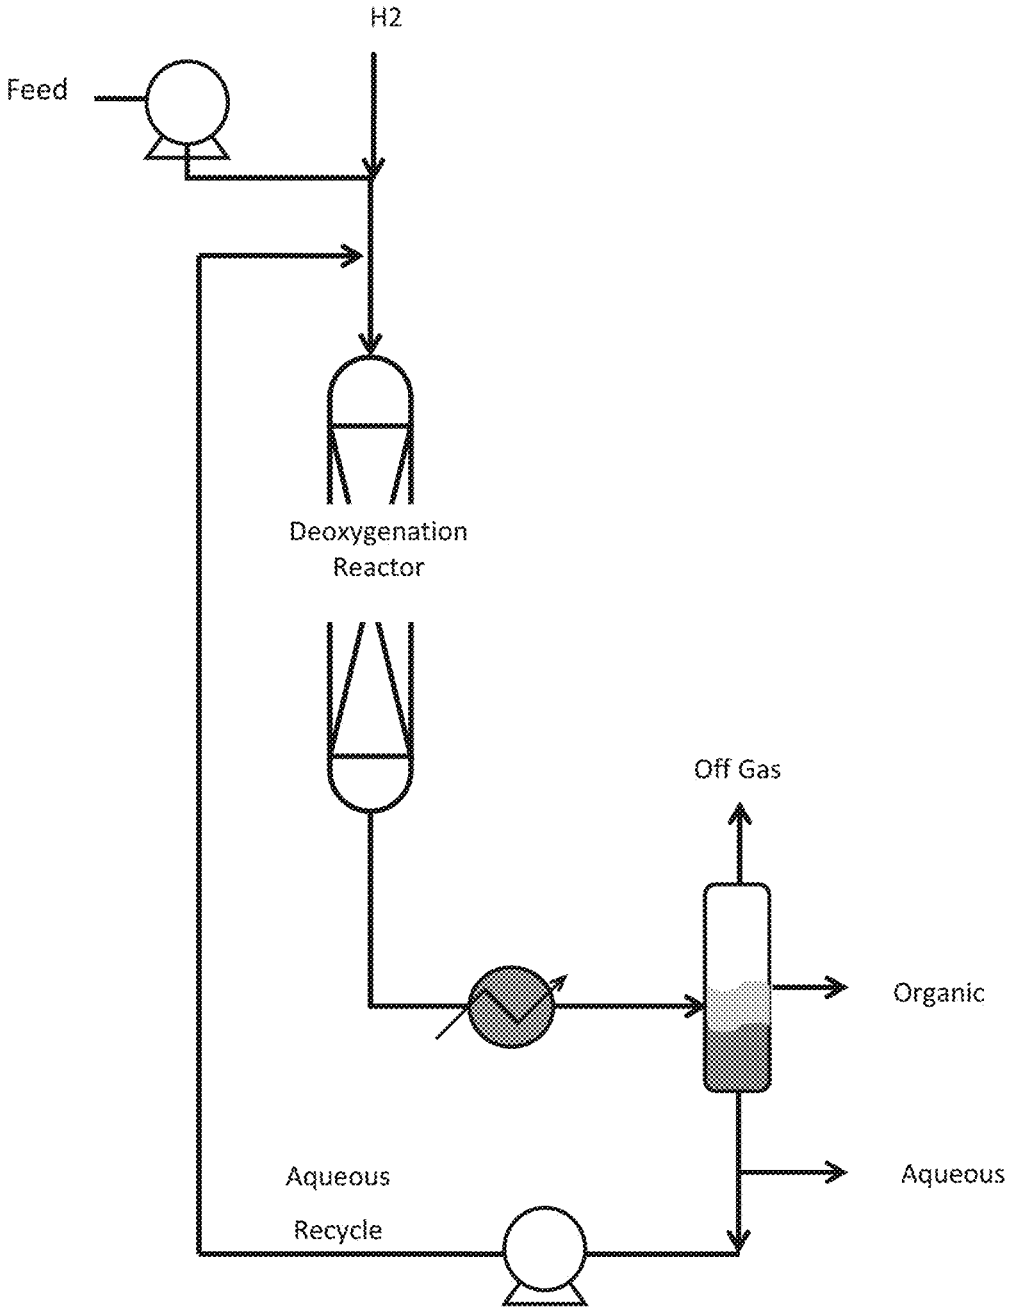 H2
Feed
Deoxygenation
Reactor
Off Gas
Organic
Aqueous
Aqueous
Recycle